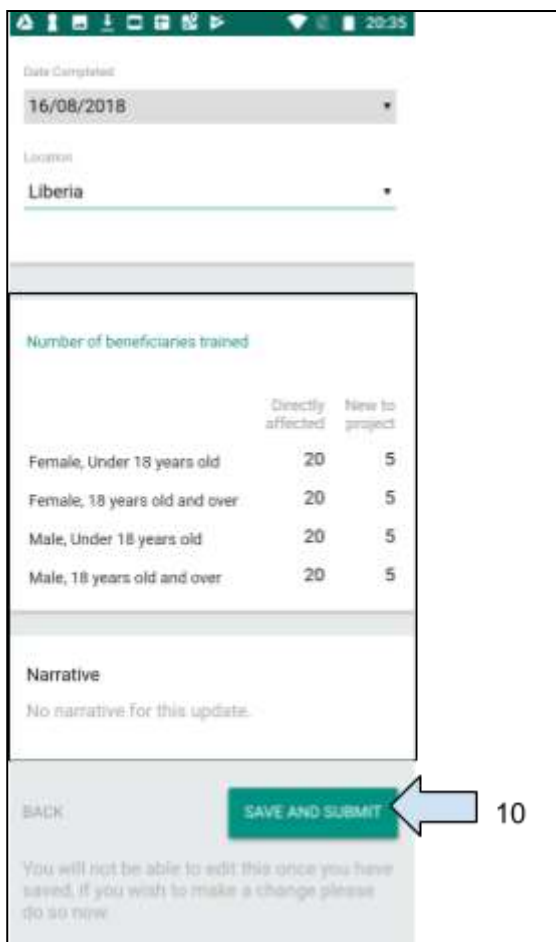 20:35
Date Completed
16/08/2018
Location
Liberia
Number of beneficiaries trained
Directly New to
affected project
Female, Under 18 years old 20 5
Female, 18 years old and over 20 5
Male, Under 18 years old 20 5
Male, 18 years old and over 20 5
Narrative
No narrative for this update.
BACK SAVE AND SUBMIT 10
You will not be able to edit this once you have
saved, if you wish to make a change please
do so now